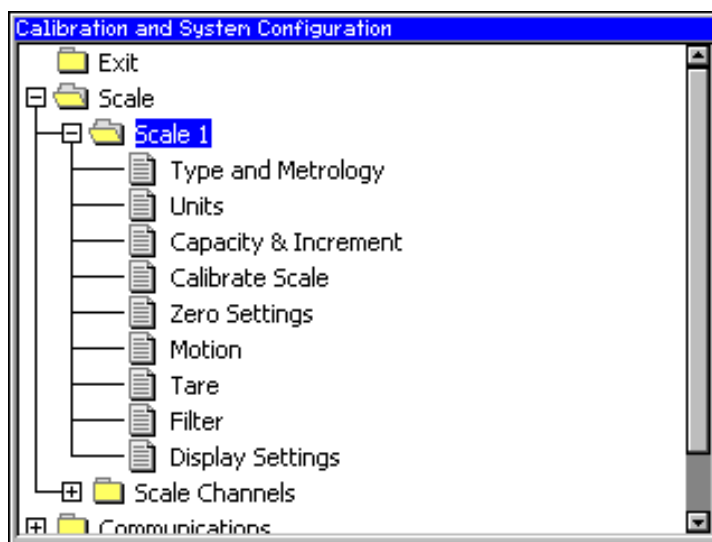 Calibration and System Configuration
Exit
Scale
Scale 1
Type and Metrology
Units
Capacity & Increment
Calibrate Scale
Zero Settings
Motion
Tare
Filter
Display Settings
Scale Channels
Communications